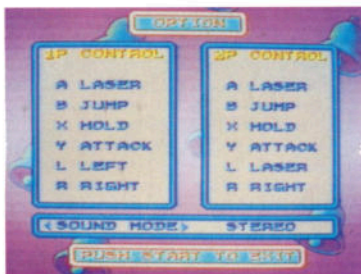 OPTION
1P CONTROL
A LASER
B JUMP
X HOLD
Y ATTACK
L LEFT
R RIGHT
2P CONTROL
A LASER
B JUMP
X HOLD
Y ATTACK
L LASER
R RIGHT
<SOUND MODE> STEREO
PUSH START TO EXIT